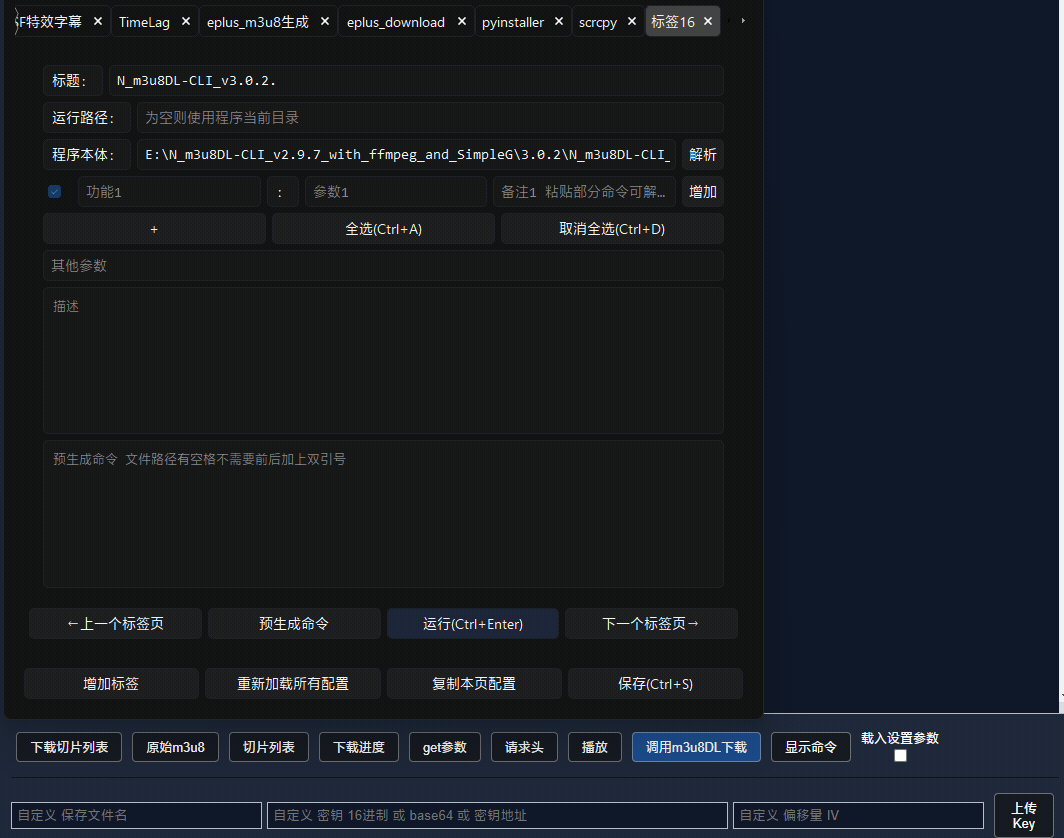 F特效字幕 × TimeLag × eplus_m3u8生成 × eplus_download × pyinstaller × scrcpy × 标签16 ×
标题： N_m3u8DL-CLI_v3.0.2.
运行路径： 为空则使用程序当前目录
程序本体： E:\N_m3u8DL-CLI_v2.9.7_with_ffmpeg_and_SimpleG\3.0.2\N_m3u8DL-CLI_ 解析
功能1 : 参数1 备注1 粘贴部分命令可解... 增加
+ 全选(Ctrl+A) 取消全选(Ctrl+D)
其他参数
描述
预生成命令 文件路径有空格不需要前后加上双引号
←上一个标签页 预生成命令 运行(Ctrl+Enter) 下一个标签页→
增加标签 重新加载所有配置 复制本页配置 保存(Ctrl+S)
下载切片列表 原始m3u8 切片列表 下载进度 get参数 请求头 播放 调用m3u8DL下载 显示命令 载入设置参数
自定义 保存文件名 自定义 密钥 16进制 或 base64 或 密钥地址 自定义 偏移量 IV 上传
Key